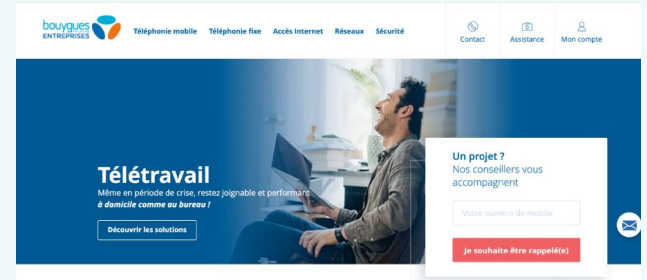 bouygues
ENTREPRISES
Téléphonie mobile Téléphonie fixe Accès Internet Réseaux Sécurité
Contact Assistance Mon compte
Télétravail
Même en période de crise, restez joignable et performant
à domicile comme au bureau !
Découvrir les solutions
Un projet ?
Nos conseillers vous
accompagnent
Votre numéro de mobile
Je souhaite être rappelé(e)